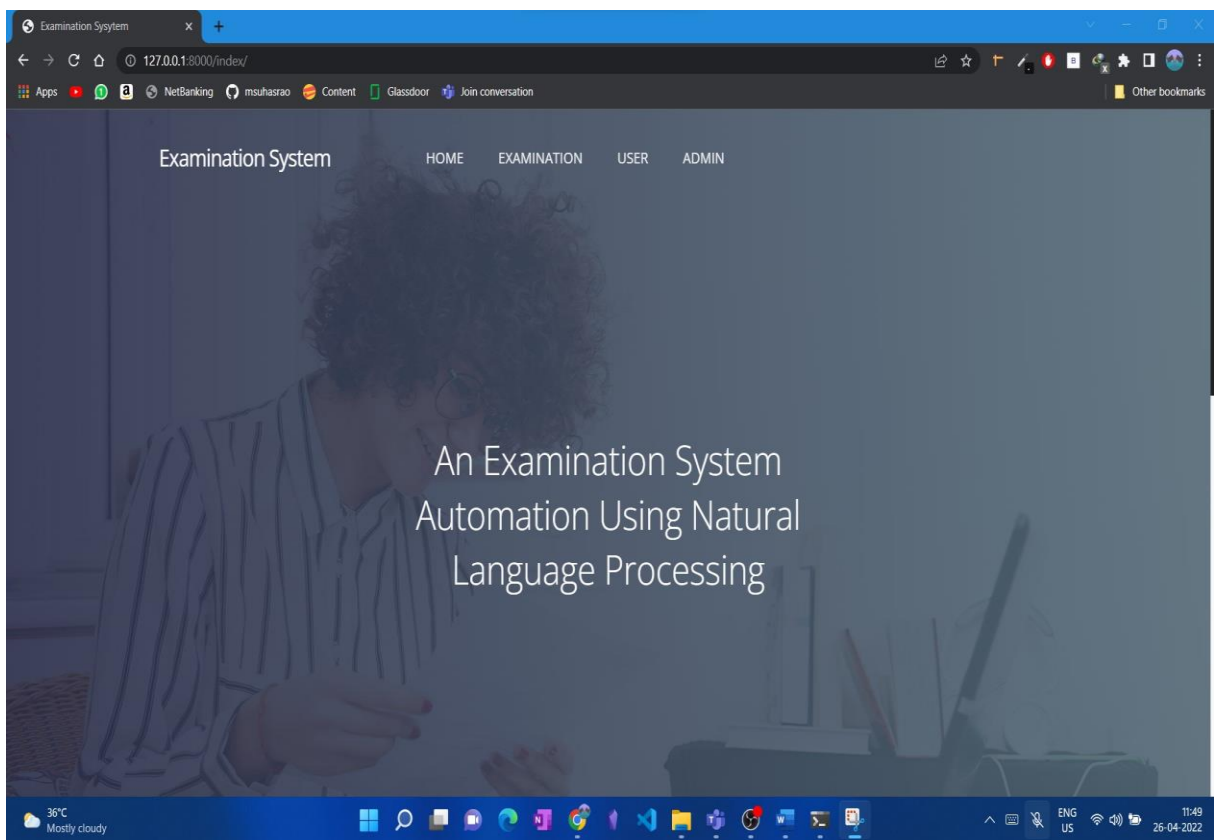 Examination Sysytem
127.0.0.1:8000/index/
Apps NetBanking msuhasrao Content Glassdoor Join conversation Other bookmarks
Examination System HOME EXAMINATION USER ADMIN
An Examination System
Automation Using Natural
Language Processing
36°C
Mostly cloudy
ENG
US
11:49
26-04-2022